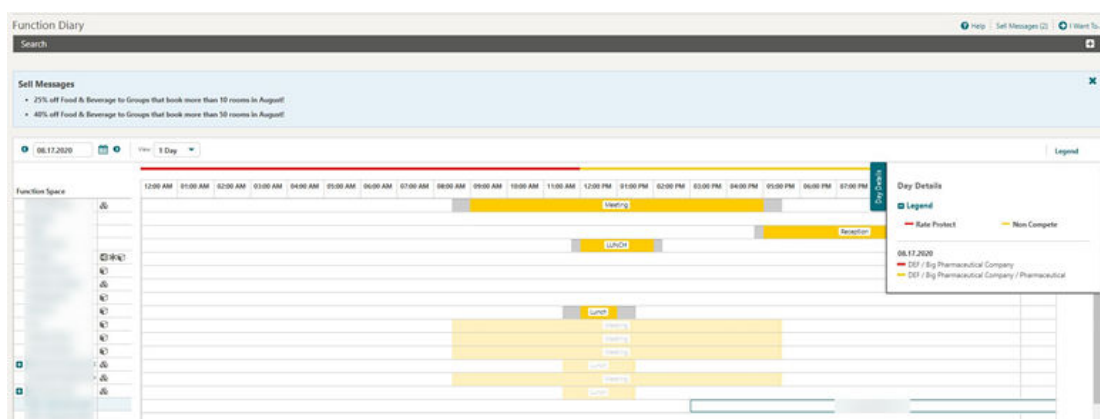 Function Diary
Help Sell Messages (2) I Want To.
Search
Sell Messages
25% off Food & Beverage to Groups that book more than 10 rooms in August!
40% off Food & Beverage to Groups that book more than 50 rooms in August!
08.17.2020 View 1 Day Legend
Function Space 12:00 AM 01:00 AM 02:00 AM 03:00 AM 04:00 AM 05:00 AM 06:00 AM 07:00 AM 08:00 AM 09:00 AM 10:00 AM 11:00 AM 12:00 PM 01:00 PM 02:00 PM 03:00 PM 04:00 PM 05:00 PM 06:00 PM 07:00 PM
Day Details
Day Details
Legend
Rate Protect Non Compete
08.17.2020
DEF / Big Pharmaceutical Company
DEF / Big Pharmaceutical Company / Pharmaceutical
Meeting
Reception
LUNCH
Lunch
Meeting
Meeting
Meeting
Lunch
Meeting
Lunch